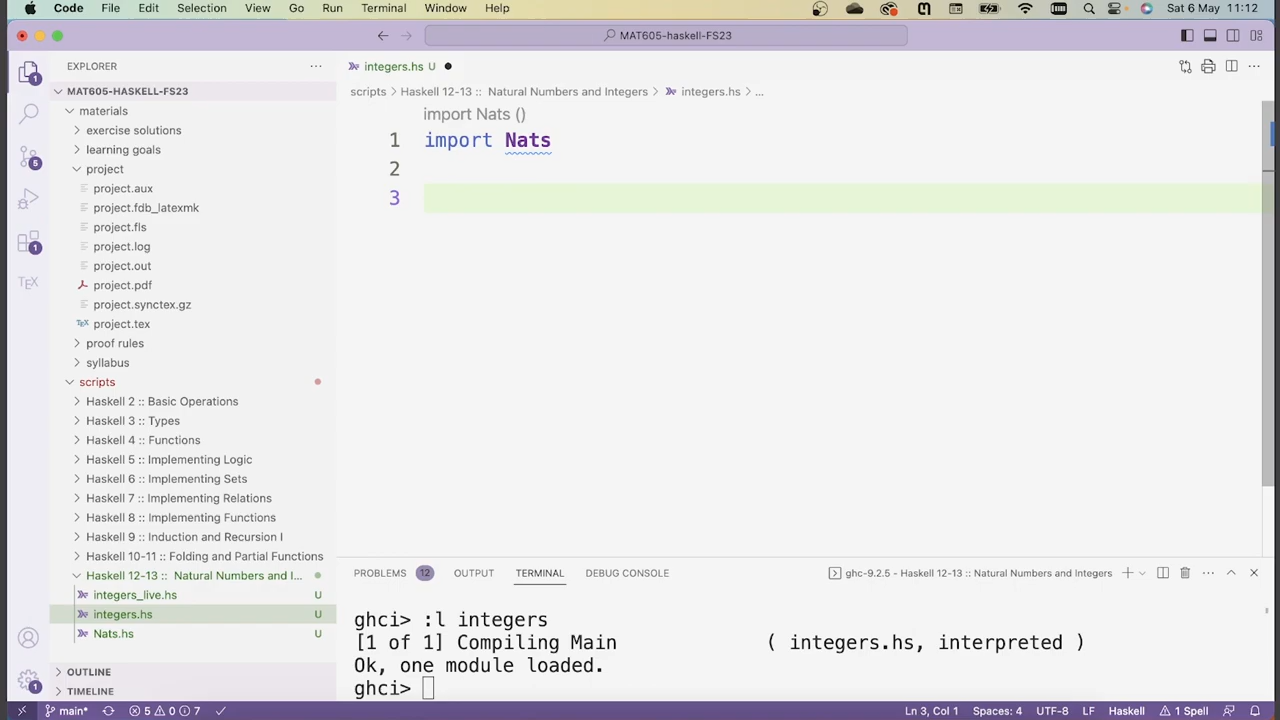 Code File Edit Selection View Go Run Terminal Window Help Sat 6 May 11:12
MAT605-haskell-FS23
EXPLORER
integers.hs U
MAT605-HASKELL-FS23
scripts > Haskell 12-13 :: Natural Numbers and Integers > integers.hs > ...
materials
exercise solutions
learning goals
project
project.aux
project.fdb_latexmk
project.fls
project.log
project.out
project.pdf
project.synctex.gz
project.tex
proof rules
syllabus
scripts
Haskell 2 :: Basic Operations
Haskell 3 :: Types
Haskell 4 :: Functions
Haskell 5 :: Implementing Logic
Haskell 6 :: Implementing Sets
Haskell 7 :: Implementing Relations
Haskell 8 :: Implementing Functions
Haskell 9 :: Induction and Recursion I
Haskell 10-11 :: Folding and Partial Functions
Haskell 12-13 :: Natural Numbers and I...
integers_live.hs U
integers.hs U
Nats.hs U
OUTLINE
TIMELINE
1
5
1
TEX
1
import Nats ()
1 import Nats
2
3
PROBLEMS 12 OUTPUT TERMINAL DEBUG CONSOLE ghc-9.2.5 - Haskell 12-13 :: Natural Numbers and Integers
ghci> :l integers
[1 of 1] Compiling Main ( integers.hs, interpreted )
Ok, one module loaded.
ghci>
main* 5 0 7 Ln 3, Col 1 Spaces: 4 UTF-8 LF Haskell 1 Spell